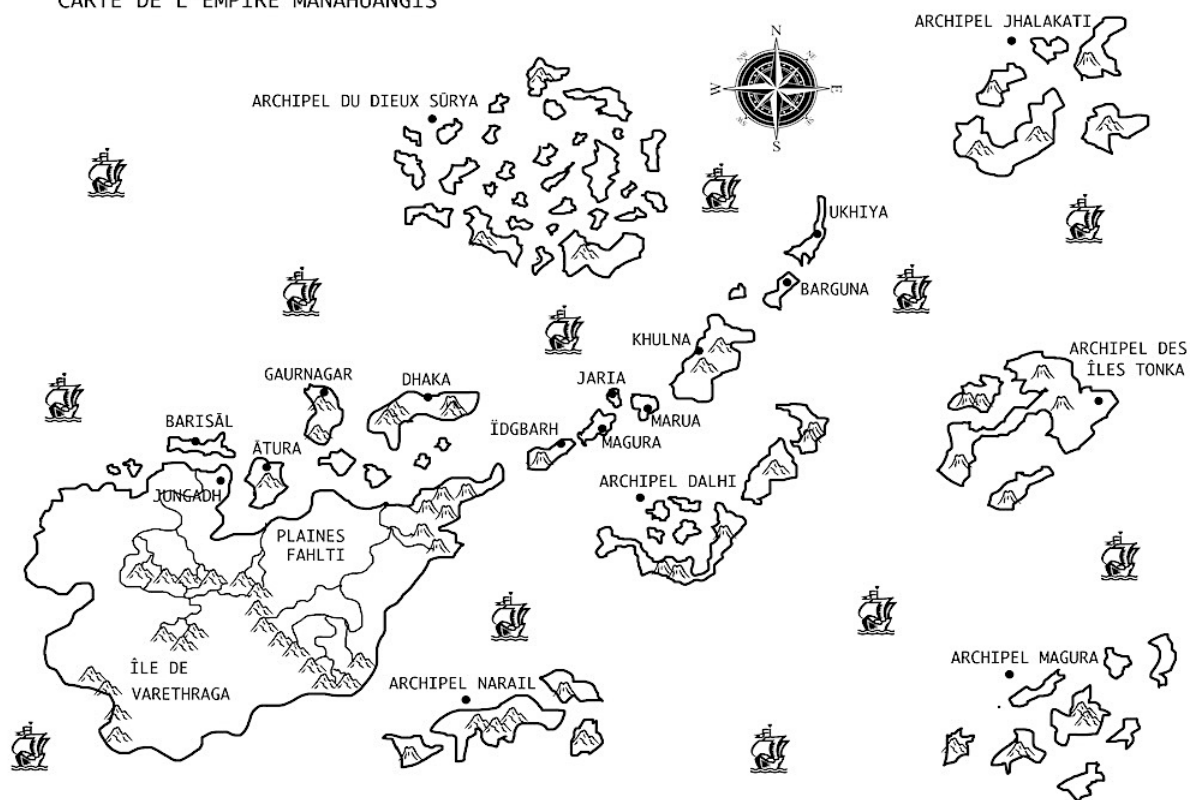 CARTE DE L'EMPIRE MANAHUANGIS
ARCHIPEL JHALAKATI
N
W
E
S
ARCHIPEL DU DIEUX SŪRYA
UKHIYA
BARGUNA
KHULNA
ARCHIPEL DES
ÎLES TONKA
GAURNAGAR
DHAKA
JARIA
MARUA
BARISĀL
ÏDGBARH
MAGURA
ĀTURA
ARCHIPEL DALHI
JUNGADH
PLAINES
FAHLTI
ÎLE DE
VARETHRAGA
ARCHIPEL NARAIL
ARCHIPEL MAGURA